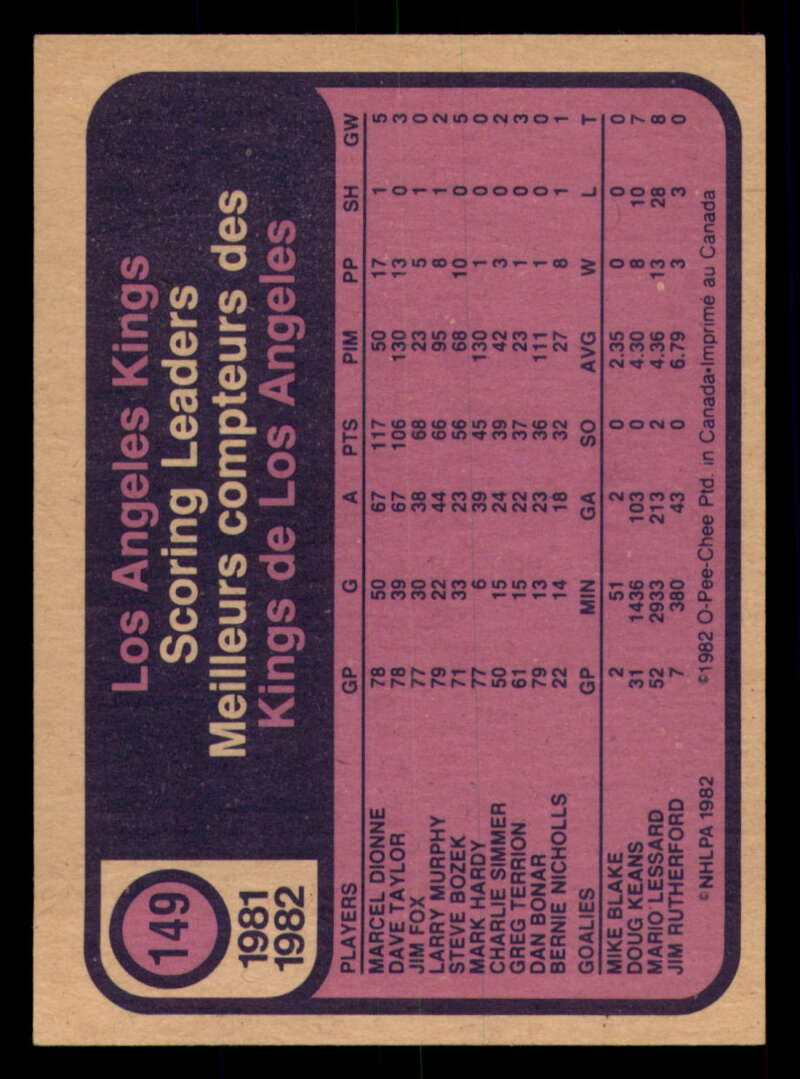 149
1981
1982
Los Angeles Kings
Scoring Leaders
Meilleurs compteurs des
Kings de Los Angeles
PLAYERS GP G A PTS PIM PP SH GW
MARCEL DIONNE 78 50 67 117 50 17 1 5
DAVE TAYLOR 78 39 67 106 130 13 0 3
JIM FOX 77 30 38 68 23 5 1 0
LARRY MURPHY 79 22 44 66 95 8 1 2
STEVE BOZEK 71 33 23 56 68 10 0 5
MARK HARDY 77 6 39 45 130 1 0 0
CHARLIE SIMMER 50 15 24 39 42 3 0 2
GREG TERRION 61 15 22 37 23 1 0 3
DAN BONAR 79 13 23 36 111 1 0 0
BERNIE NICHOLLS 22 14 18 32 27 8 1 1
GOALIES GP MIN GA SO AVG W L T
MIKE BLAKE 2 51 2 0 2.35 0 0 0
DOUG KEANS 31 1436 103 0 4.30 8 10 7
MARIO LESSARD 52 2933 213 2 4.36 13 28 8
JIM RUTHERFORD 7 380 43 0 6.79 3 3 0
©NHLPA 1982 ©1982 O-Pee-Chee Ptd. in Canada•Imprimé au Canada